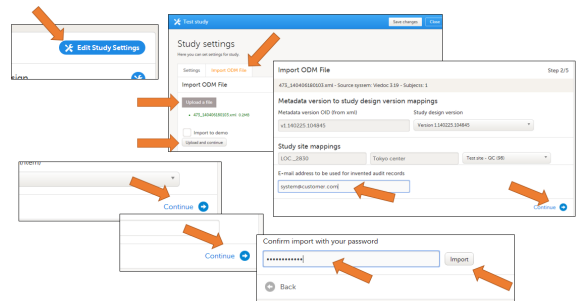 Edit Study Settings
Test study
Save changes
Close
Study settings
Here you can set settings for study.
Settings
Import ODM File
Import ODM File
Upload a file
473_140406180103.xml 0.2MB
Import to demo
Upload and continue
Import ODM File
Step 2/5
473_140406180103.xml - Source system: Viedoc 3.19 - Subjects: 1
Metadata version to study design version mappings
Metadata version OID (from xml)
Study design version
v1.140225.104845
Version 1.140225.104845
Study site mappings
LOC_2830
Tokyo center
Test site - QC (98)
E-mail address to be used for invented audit records
system@customer.com
Continue
Continue
Continue
Confirm import with your password
Import
Back